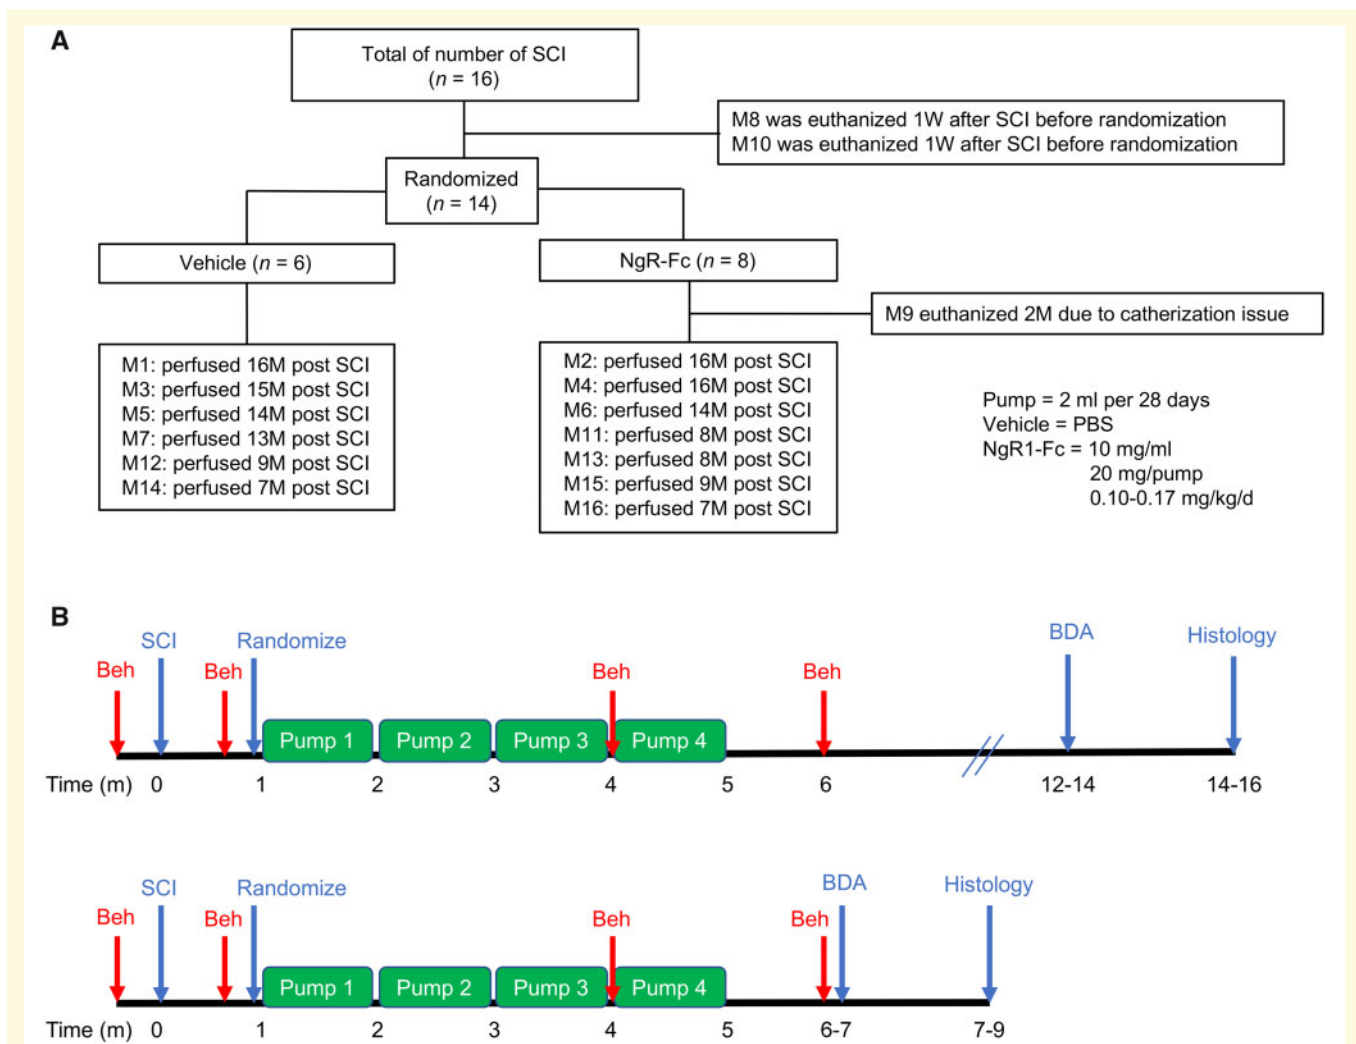 A
Total of number of SCI
(n = 16)
M8 was euthanized 1W after SCI before randomization
M10 was euthanized 1W after SCI before randomization
Randomized
(n = 14)
Vehicle (n = 6)
NgR-Fc (n = 8)
M9 euthanized 2M due to catherization issue
M1: perfused 16M post SCI
M3: perfused 15M post SCI
M5: perfused 14M post SCI
M7: perfused 13M post SCI
M12: perfused 9M post SCI
M14: perfused 7M post SCI
M2: perfused 16M post SCI
M4: perfused 16M post SCI
M6: perfused 14M post SCI
M11: perfused 8M post SCI
M13: perfused 8M post SCI
M15: perfused 9M post SCI
M16: perfused 7M post SCI
Pump = 2 ml per 28 days
Vehicle = PBS
NgR1-Fc = 10 mg/ml
20 mg/pump
0.10-0.17 mg/kg/d
B
SCI Randomize BDA Histology
Beh Beh Beh Beh
Pump 1 Pump 2 Pump 3 Pump 4
Time (m) 0 1 2 3 4 5 6 12-14 14-16
SCI Randomize BDA Histology
Beh Beh Beh Beh
Pump 1 Pump 2 Pump 3 Pump 4
Time (m) 0 1 2 3 4 5 6-7 7-9